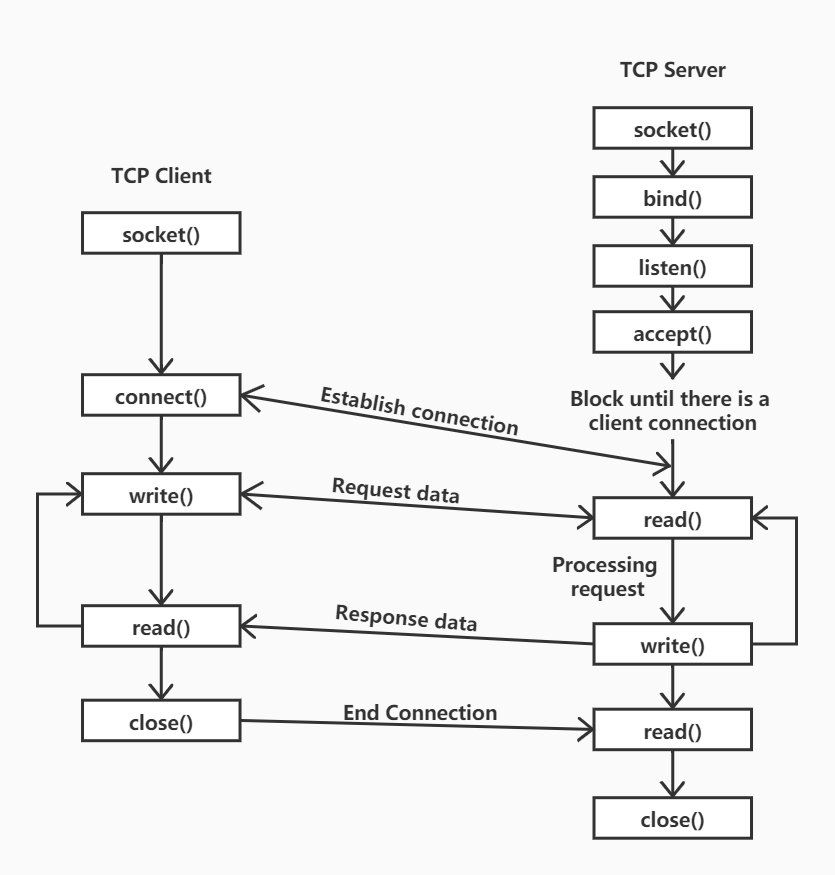 TCP Server
socket()
bind()
listen()
accept()
Block until there is a
client connection
read()
Processing
request
write()
read()
close()
TCP Client
socket()
connect()
write()
read()
close()
Establish connection
Request data
Response data
End Connection